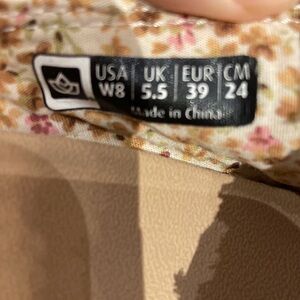 USA UK EUR CM
W8 5.5 39 24
Made in China